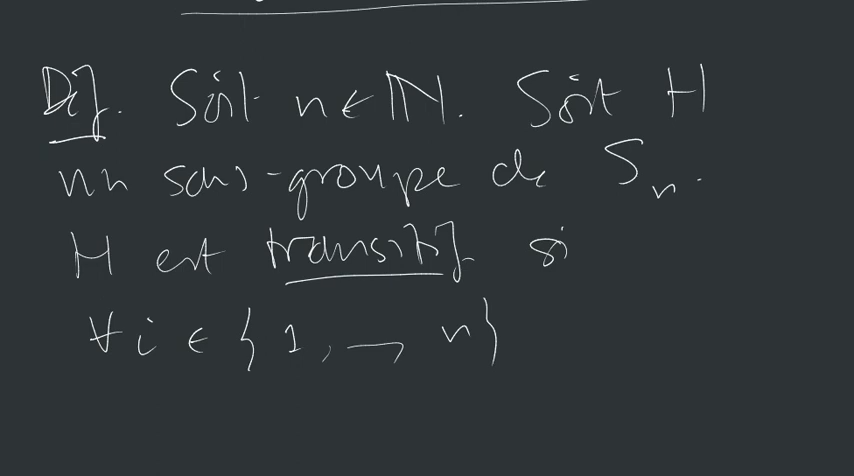 Déf. Soit n ∈ ℕ. Soit H
un sous-groupe de Sₙ.
H est transitif si
∀ i ∈ {1, — n}